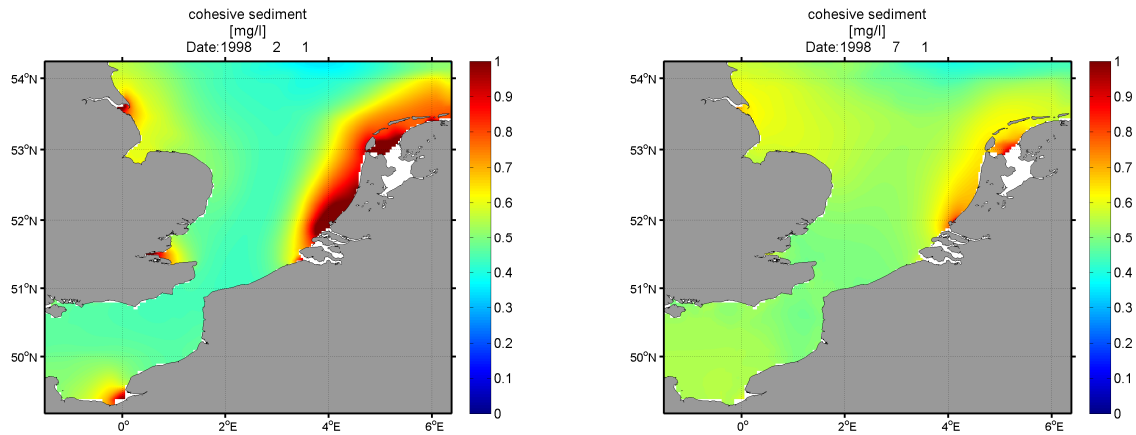 cohesive sediment
[mg/l]
Date:1998 2 1
54°N
53°N
52°N
51°N
50°N
0°
2°E
4°E
6°E
1
0.9
0.8
0.7
0.6
0.5
0.4
0.3
0.2
0.1
0
cohesive sediment
[mg/l]
Date:1998 7 1
54°N
53°N
52°N
51°N
50°N
0°
2°E
4°E
6°E
1
0.9
0.8
0.7
0.6
0.5
0.4
0.3
0.2
0.1
0